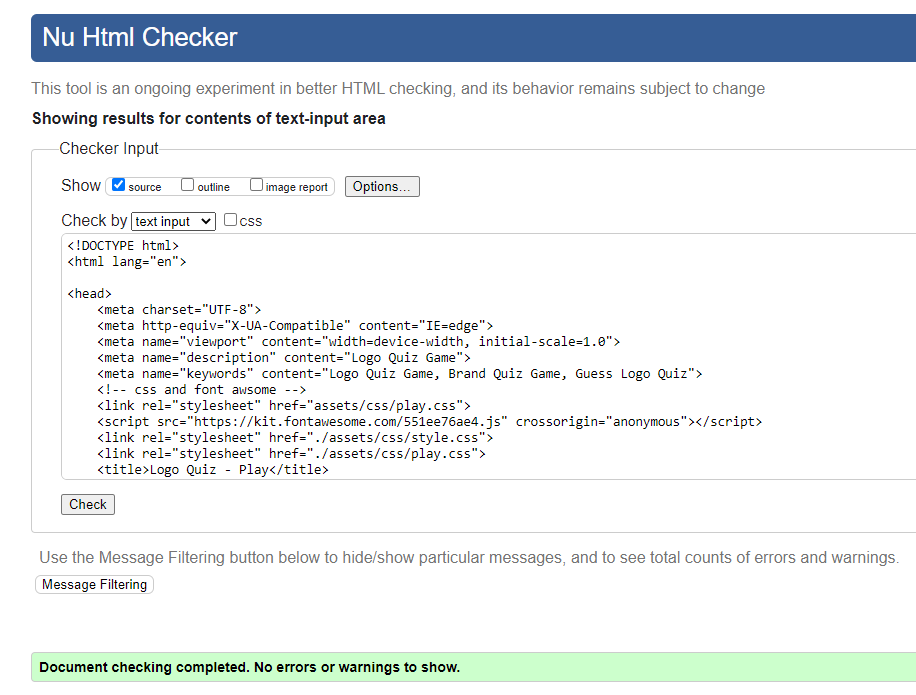 Nu Html Checker
This tool is an ongoing experiment in better HTML checking, and its behavior remains subject to change
Showing results for contents of text-input area
Checker Input
Show source outline image report Options...
Check by text input css
<!DOCTYPE html>
<html lang="en">
<head>
<meta charset="UTF-8">
<meta http-equiv="X-UA-Compatible" content="IE=edge">
<meta name="viewport" content="width=device-width, initial-scale=1.0">
<meta name="description" content="Logo Quiz Game">
<meta name="keywords" content="Logo Quiz Game, Brand Quiz Game, Guess Logo Quiz">
<!-- css and font awsome -->
<link rel="stylesheet" href="assets/css/play.css">
<script src="https://kit.fontawesome.com/551ee76ae4.js" crossorigin="anonymous"></script>
<link rel="stylesheet" href="./assets/css/style.css">
<link rel="stylesheet" href="./assets/css/play.css">
<title>Logo Quiz - Play</title>
Check
Use the Message Filtering button below to hide/show particular messages, and to see total counts of errors and warnings.
Message Filtering
Document checking completed. No errors or warnings to show.